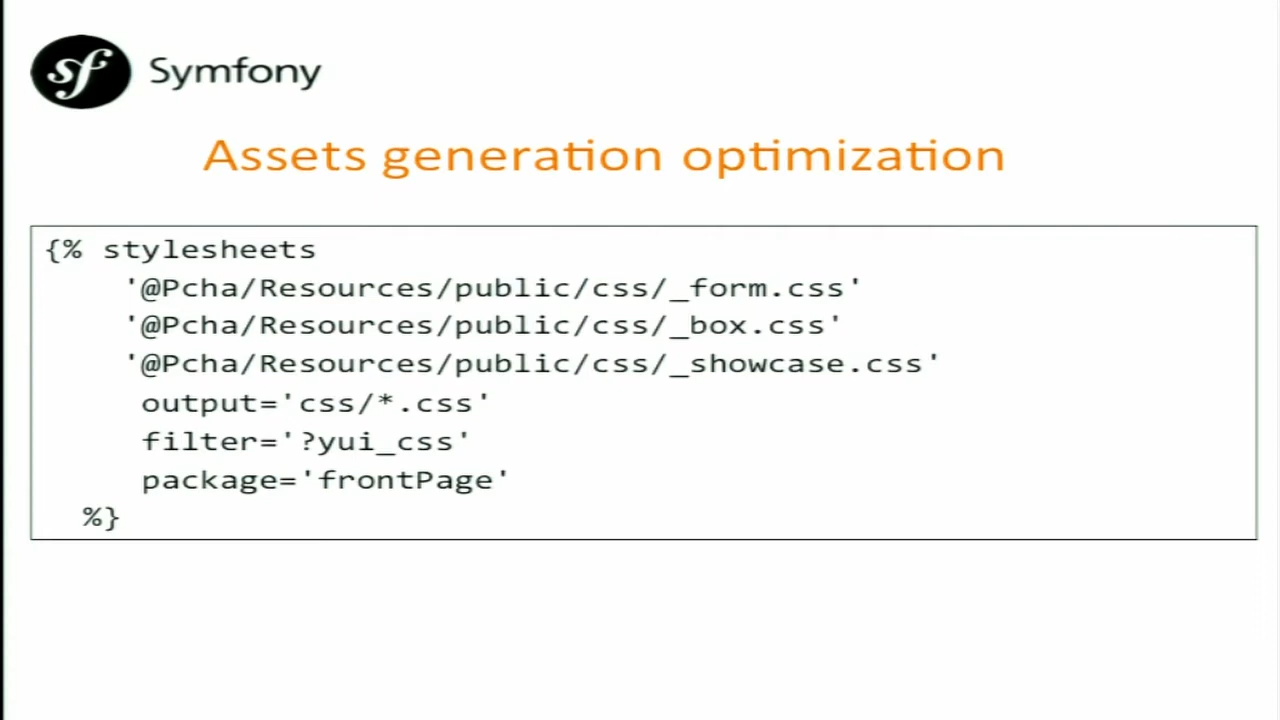 sf Symfony
Assets generation optimization
{% stylesheets
'@Pcha/Resources/public/css/_form.css'
'@Pcha/Resources/public/css/_box.css'
'@Pcha/Resources/public/css/_showcase.css'
output='css/*.css'
filter='?yui_css'
package='frontPage'
%}